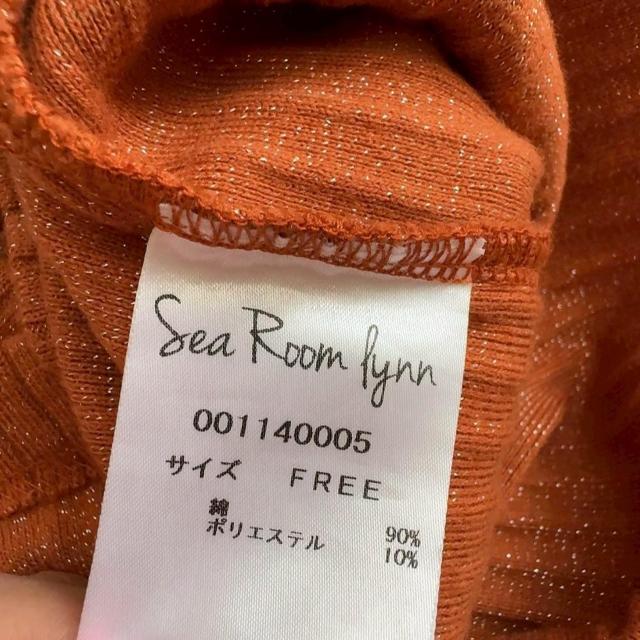 Sea Room lynn
001140005
サイズ FREE
綿 90%
ポリエステル 10%